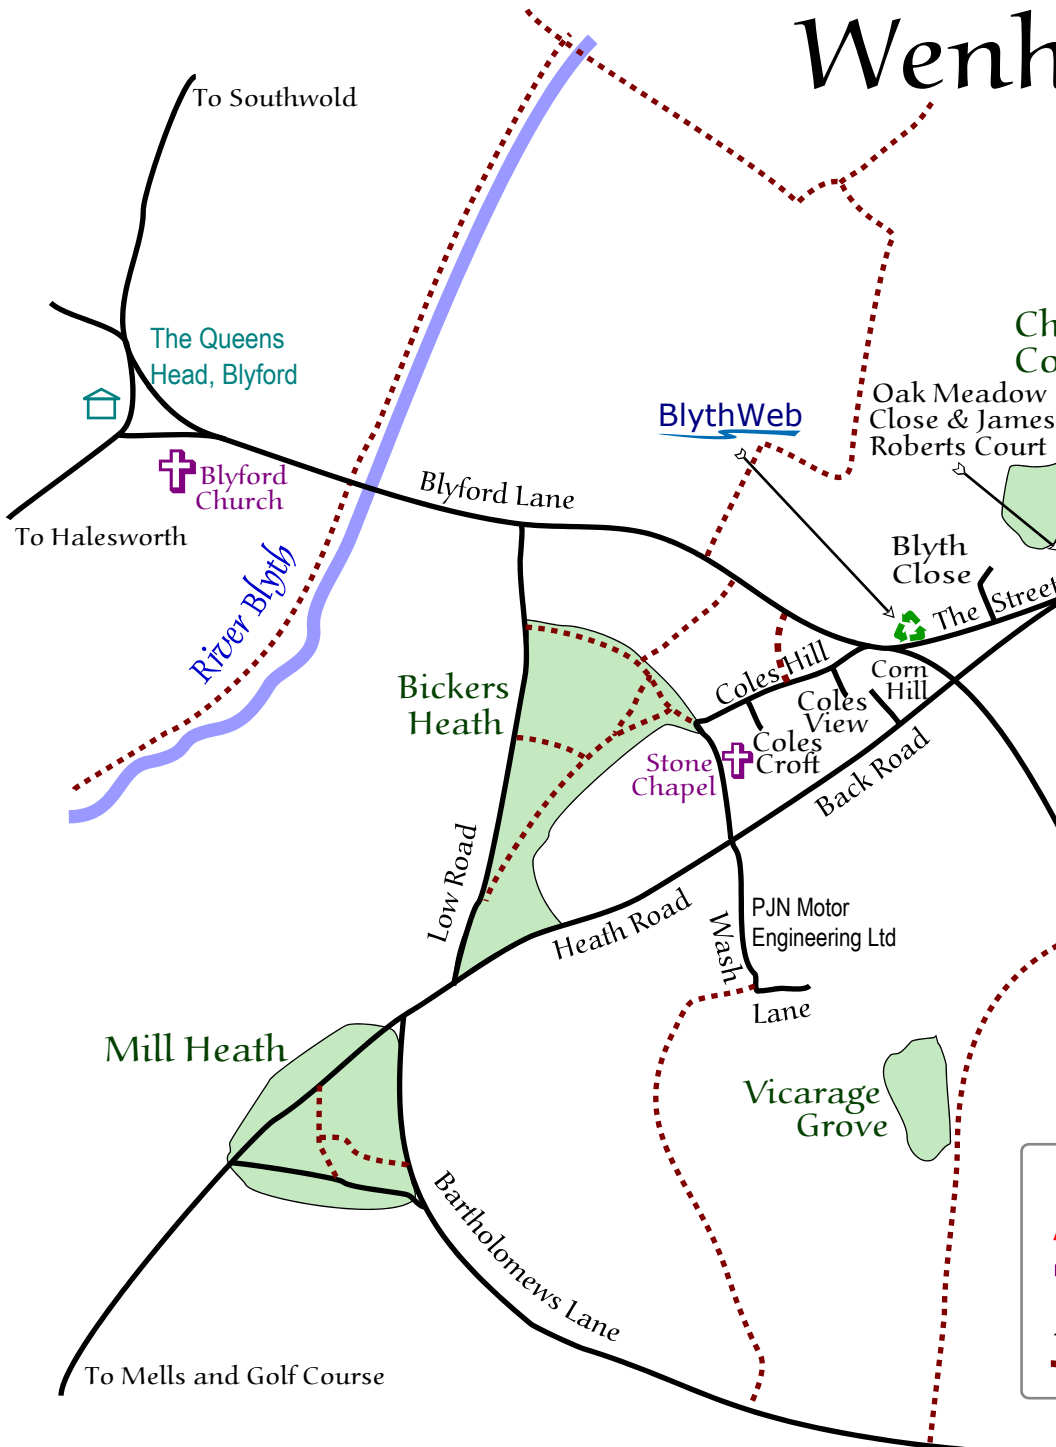 Wenh
To Southwold
The Queens
Head, Blyford
Ch
Co
Oak Meadow
Close & James
Roberts Court
BlythWeb
Blyford
Church
Blyford Lane
To Halesworth
River Blyth
Blyth
Close
The Street
Bickers
Heath
Coles Hill
Corn
Hill
Coles
View
Coles
Croft
Stone
Chapel
Back Road
Low Road
Heath Road
PJN Motor
Engineering Ltd
Wash
Lane
Mill Heath
Vicarage
Grove
Bartholomews Lane
To Mells and Golf Course